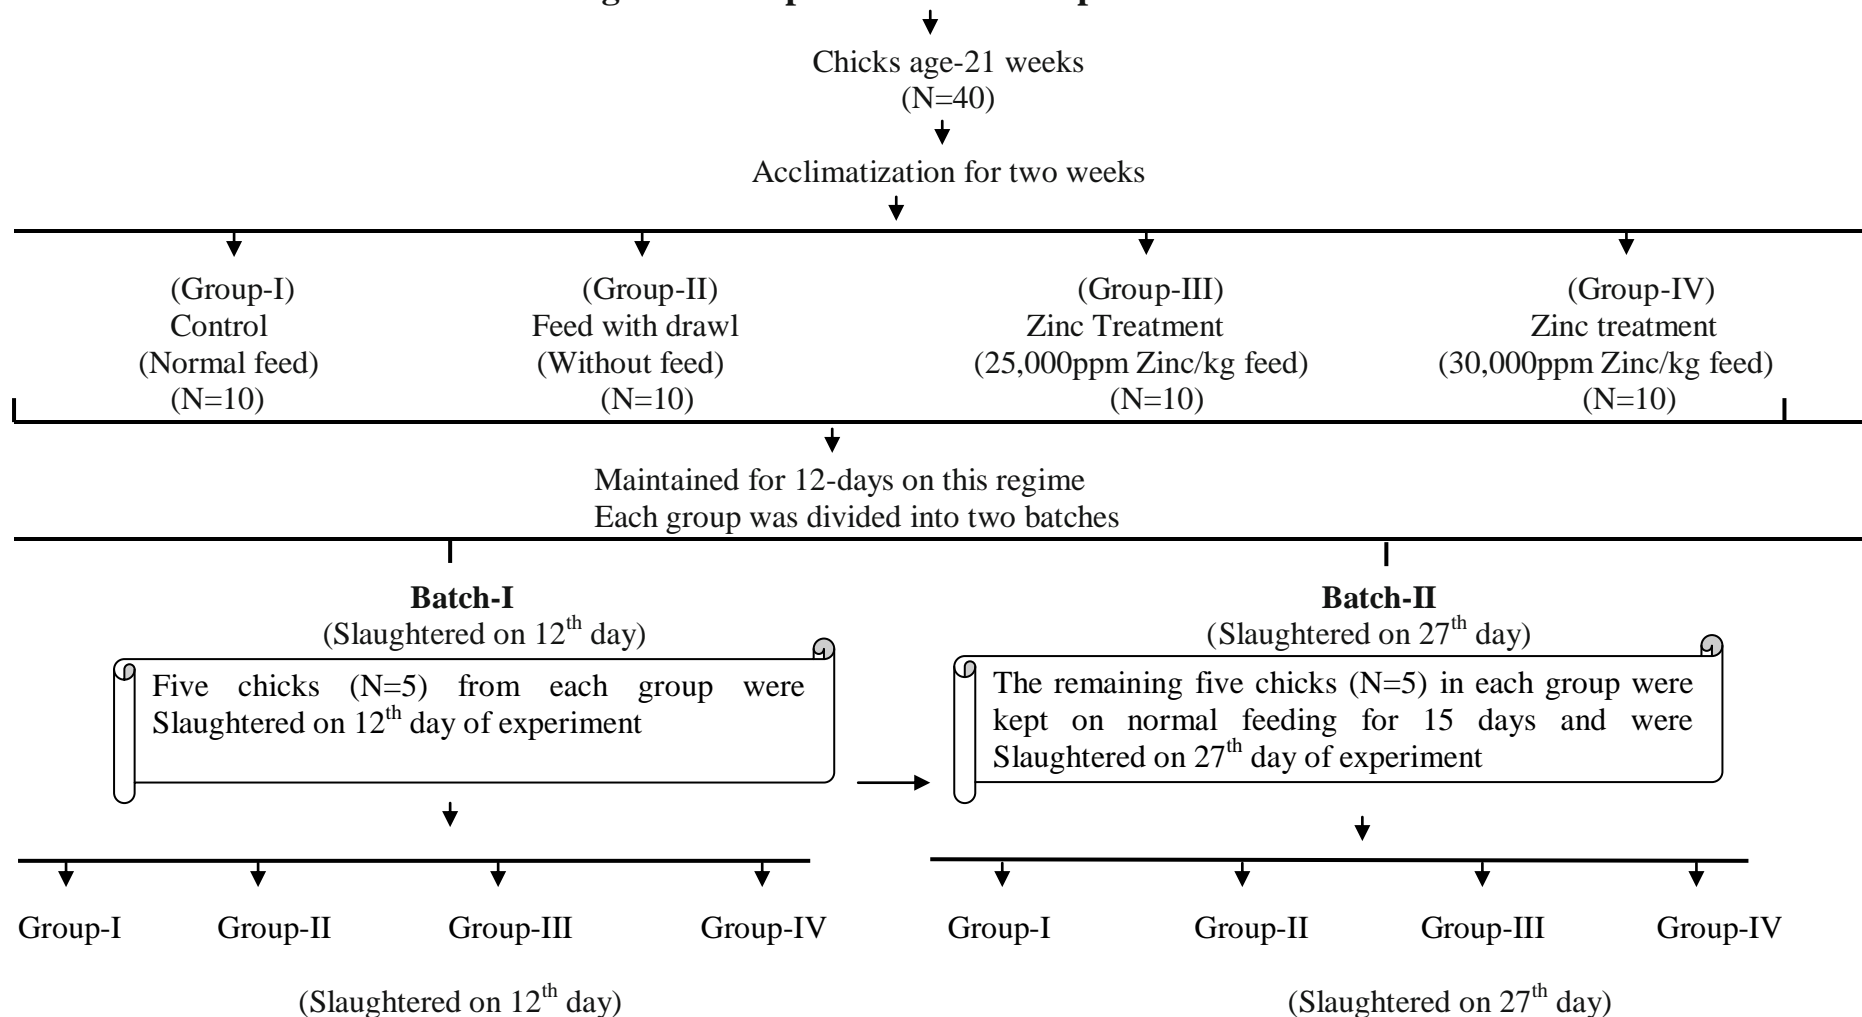 Chicks age-21 weeks
(N=40)
Acclimatization for two weeks
(Group-I)
Control
(Normal feed)
(N=10)
(Group-II)
Feed with drawl
(Without feed)
(N=10)
(Group-III)
Zinc Treatment
(25,000ppm Zinc/kg feed)
(N=10)
(Group-IV)
Zinc treatment
(30,000ppm Zinc/kg feed)
(N=10)
Maintained for 12-days on this regime
Each group was divided into two batches
Batch-I
(Slaughtered on 12th day)
Five chicks (N=5) from each group were
Slaughtered on 12th day of experiment
Batch-II
(Slaughtered on 27th day)
The remaining five chicks (N=5) in each group were
kept on normal feeding for 15 days and were
Slaughtered on 27th day of experiment
Group-I Group-II Group-III Group-IV
(Slaughtered on 12th day)
Group-I Group-II Group-III Group-IV
(Slaughtered on 27th day)